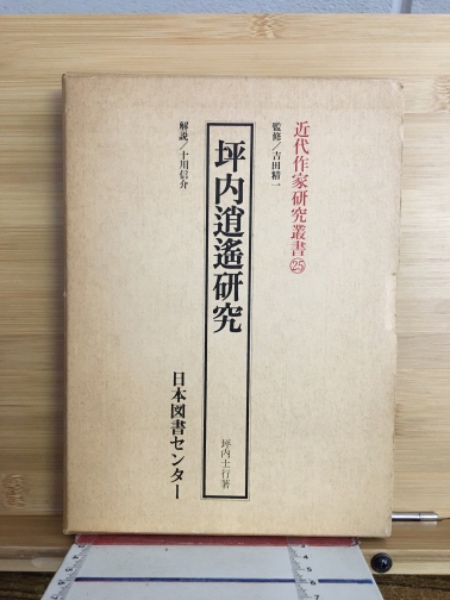 近代作家研究叢書㉕
監修/吉田精一
坪内逍遙研究
坪内士行著
解説/十川信介
日本図書センター